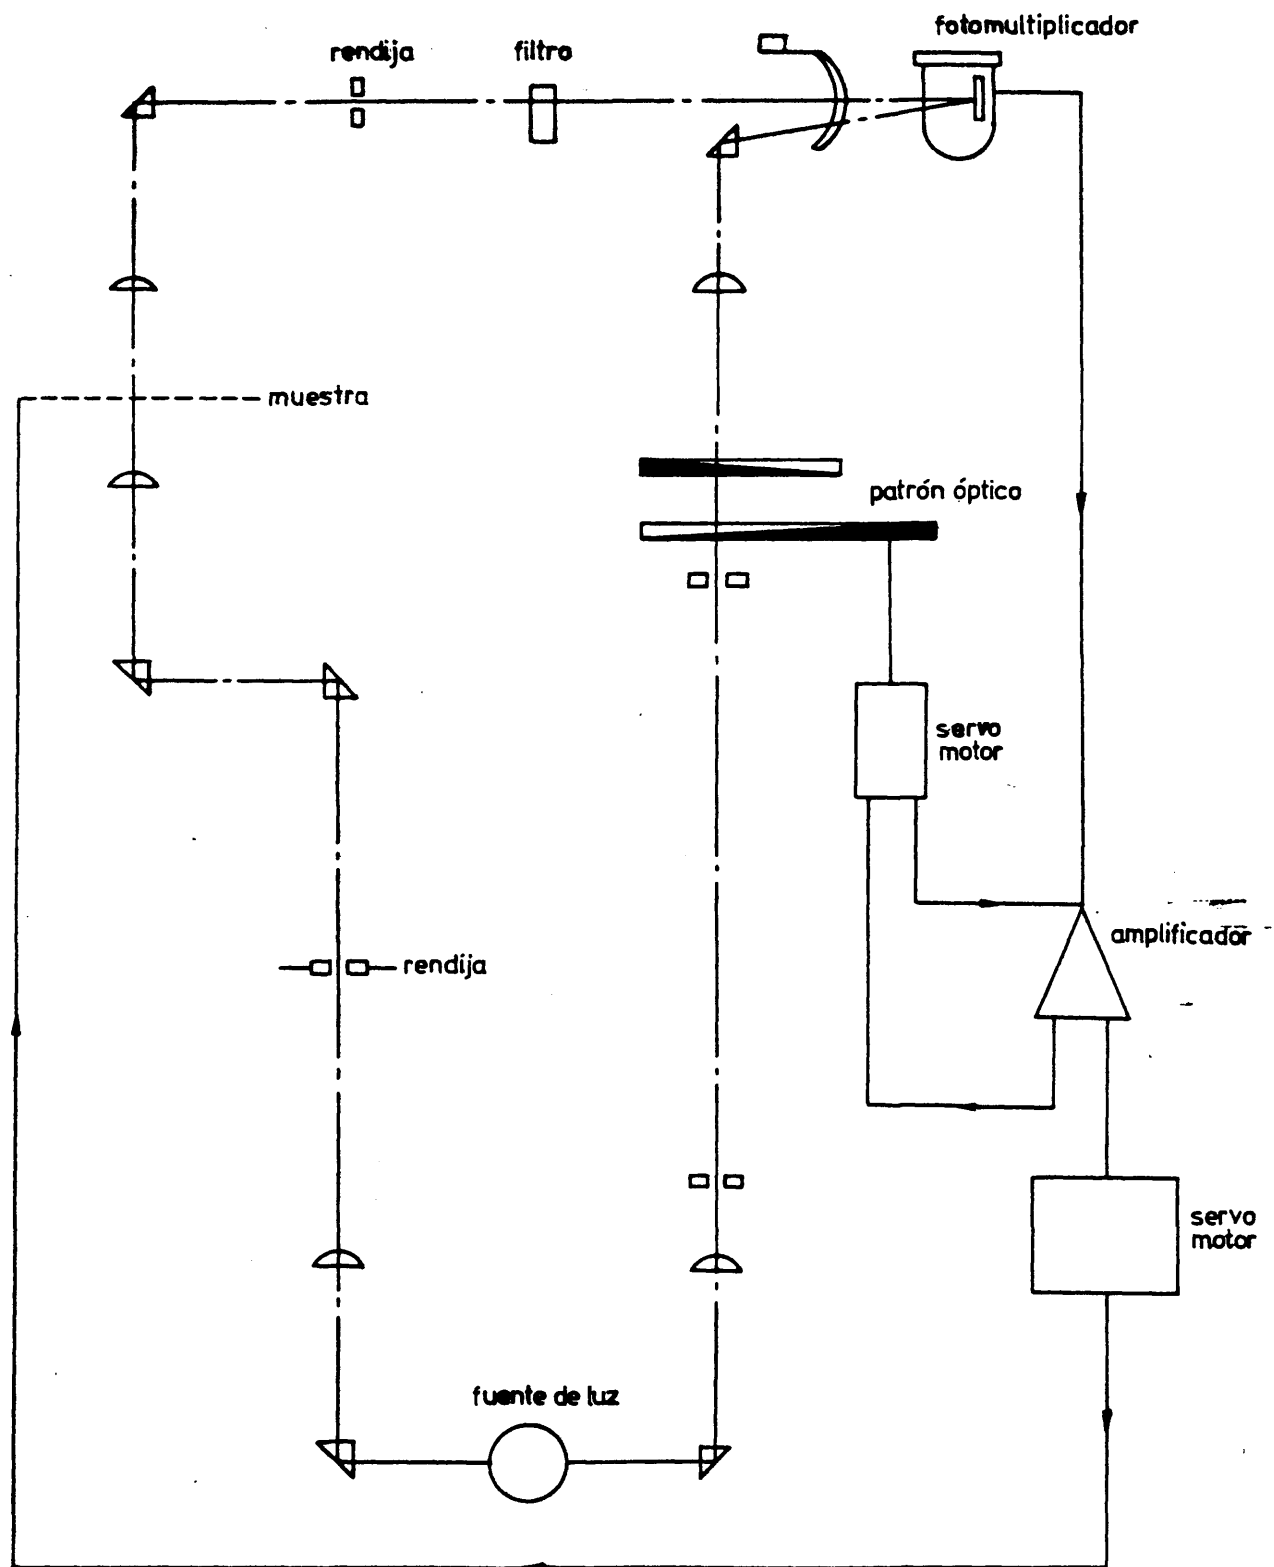 fotomultiplicador
rendija
filtro
muestra
patrón óptico
servo
motor
amplificador
rendija
servo
motor
fuente de luz